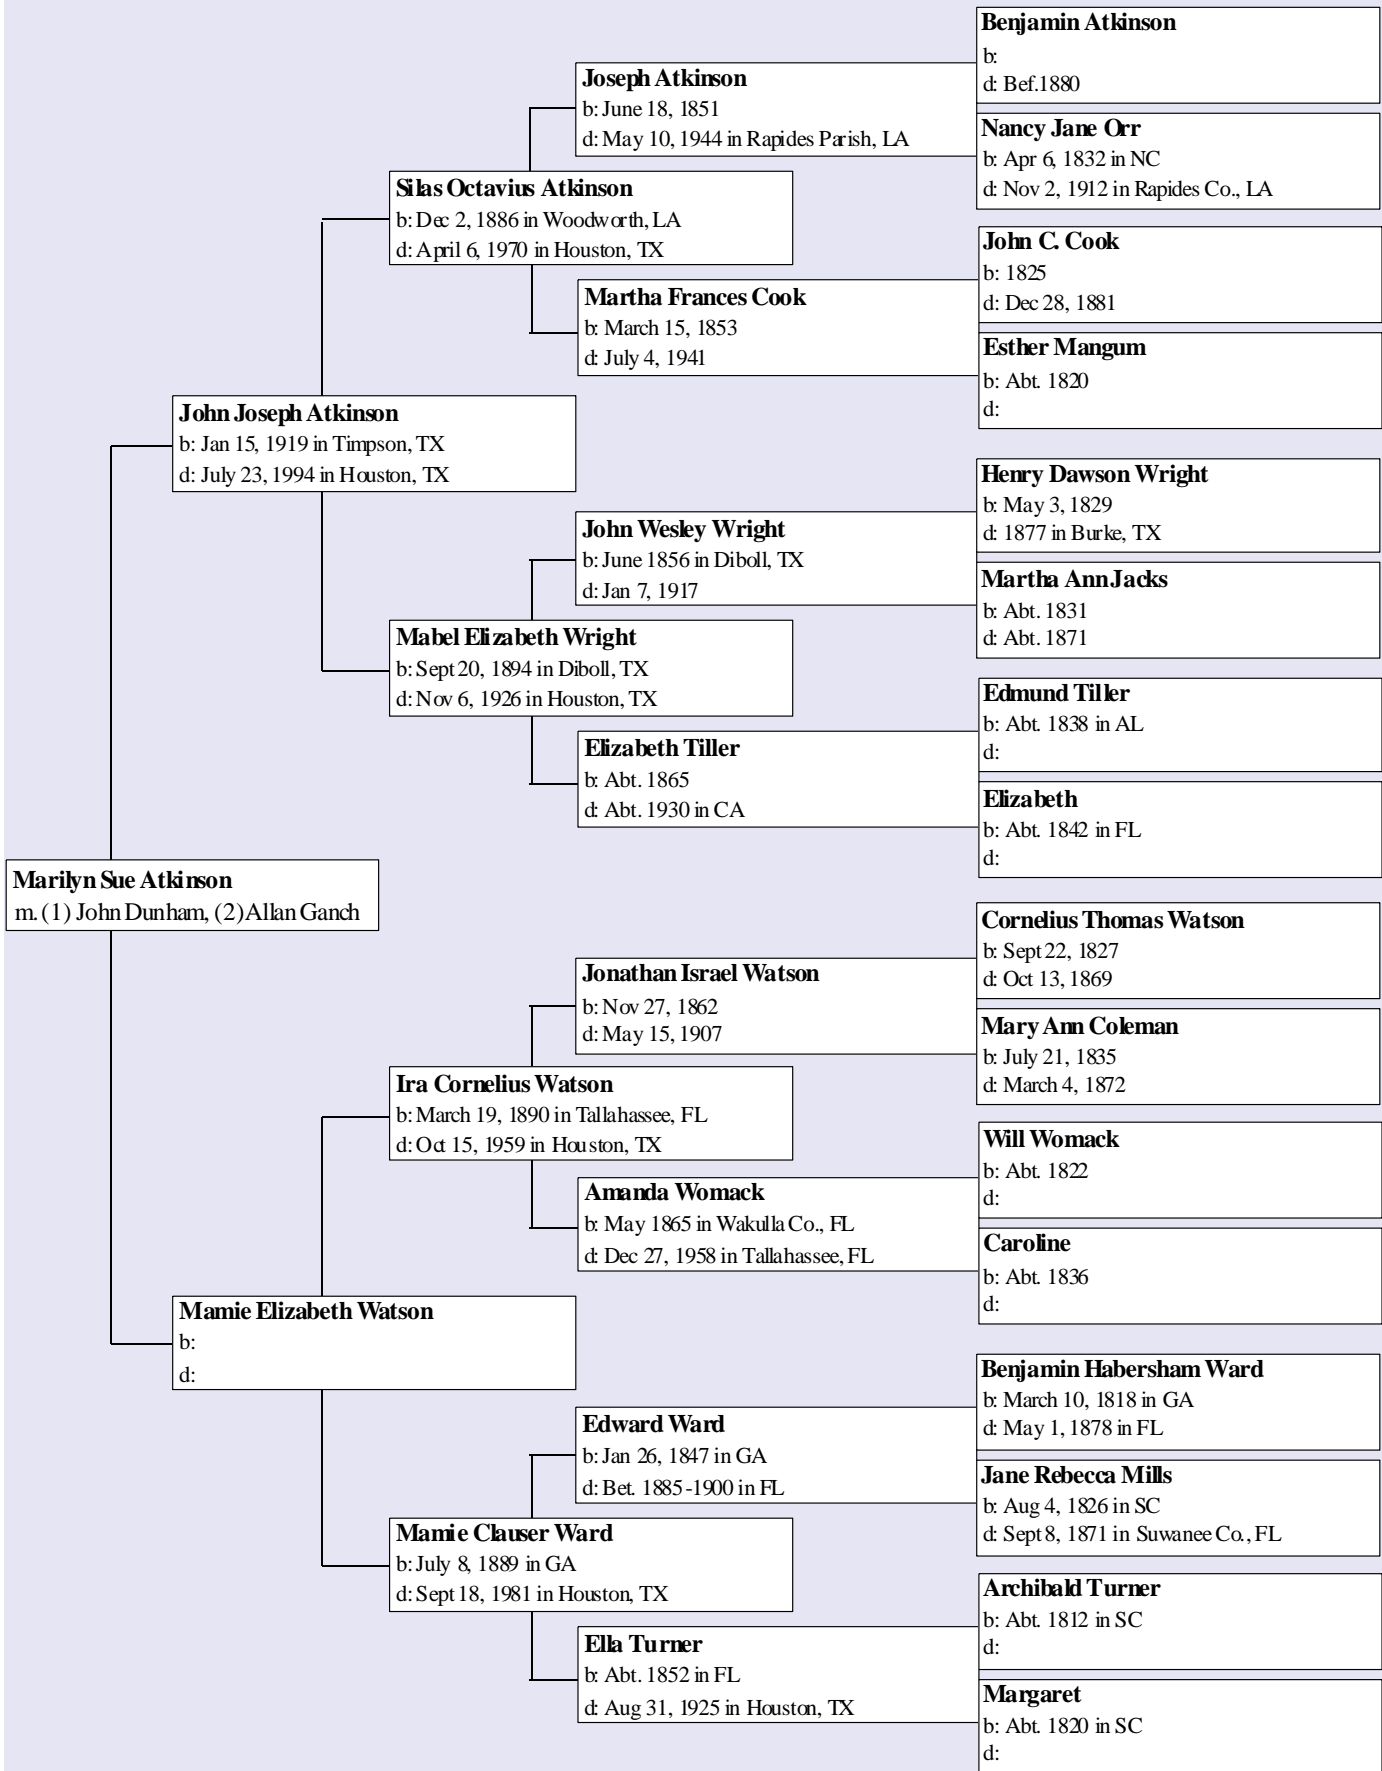 Benjamin Atkinson
b:
d: Bef.1880
Joseph Atkinson
b: June 18, 1851
d: May 10, 1944 in Rapides Parish, LA
Nancy Jane Orr
b: Apr 6, 1832 in NC
d: Nov 2, 1912 in Rapides Co., LA
Silas Octavius Atkinson
b: Dec 2, 1886 in Woodworth, LA
d: April 6, 1970 in Houston, TX
John C. Cook
b: 1825
d: Dec 28, 1881
Martha Frances Cook
b: March 15, 1853
d: July 4, 1941
Esther Mangum
b: Abt. 1820
d:
John Joseph Atkinson
b: Jan 15, 1919 in Timpson, TX
d: July 23, 1994 in Houston, TX
Henry Dawson Wright
b: May 3, 1829
d: 1877 in Burke, TX
John Wesley Wright
b: June 1856 in Diboll, TX
d: Jan 7, 1917
Martha Ann Jacks
b: Abt. 1831
d: Abt. 1871
Mabel Elizabeth Wright
b: Sept 20, 1894 in Diboll, TX
d: Nov 6, 1926 in Houston, TX
Edmund Tiller
b: Abt. 1838 in AL
d:
Elizabeth Tiller
b: Abt. 1865
d: Abt. 1930 in CA
Elizabeth
b: Abt. 1842 in FL
d:
Marilyn Sue Atkinson
m. (1) John Dunham, (2) Allan Ganch
Cornelius Thomas Watson
b: Sept 22, 1827
d: Oct 13, 1869
Jonathan Israel Watson
b: Nov 27, 1862
d: May 15, 1907
Mary Ann Coleman
b: July 21, 1835
d: March 4, 1872
Ira Cornelius Watson
b: March 19, 1890 in Tallahassee, FL
d: Oct 15, 1959 in Houston, TX
Will Womack
b: Abt. 1822
d:
Amanda Womack
b: May 1865 in Wakulla Co., FL
d: Dec 27, 1958 in Tallahassee, FL
Caroline
b: Abt. 1836
d:
Mamie Elizabeth Watson
b:
d:
Benjamin Habersham Ward
b: March 10, 1818 in GA
d: May 1, 1878 in FL
Edward Ward
b: Jan 26, 1847 in GA
d: Bet. 1885-1900 in FL
Jane Rebecca Mills
b: Aug 4, 1826 in SC
d: Sept 8, 1871 in Suwanee Co., FL
Mamie Clauser Ward
b: July 8, 1889 in GA
d: Sept 18, 1981 in Houston, TX
Archibald Turner
b: Abt. 1812 in SC
d:
Ella Turner
b: Abt. 1852 in FL
d: Aug 31, 1925 in Houston, TX
Margaret
b: Abt. 1820 in SC
d: